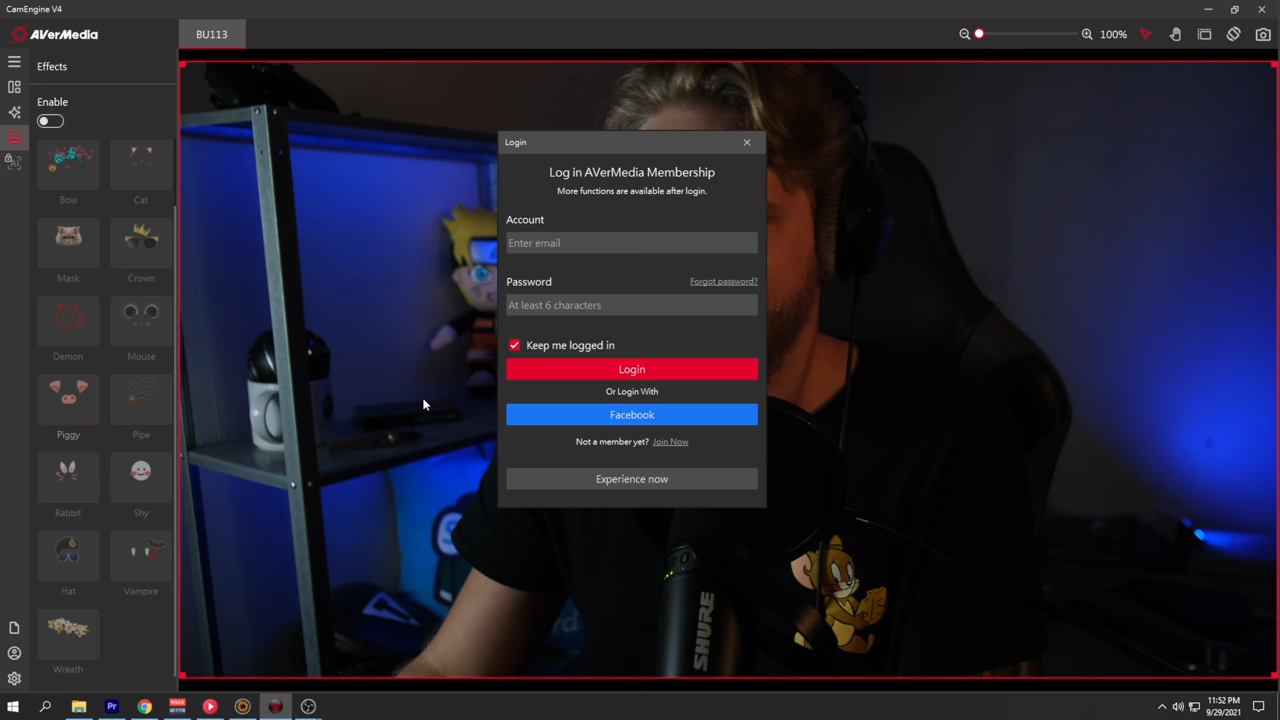 CamEngine V4
AVerMedia
BU113
100%
Effects
Enable
Bow
Cat
Mask
Crown
Demon
Mouse
Piggy
Pipe
Rabbit
Shy
Hat
Vampire
Wreath
Login
Log in AVerMedia Membership
More functions are available after login.
Account
Enter email
Password
Forgot password?
At least 6 characters
Keep me logged in
Login
Or Login With
Facebook
Not a member yet? Join Now
Experience now
SHURE
Pr
VOICE
MEETER
11:52 PM
9/29/2021